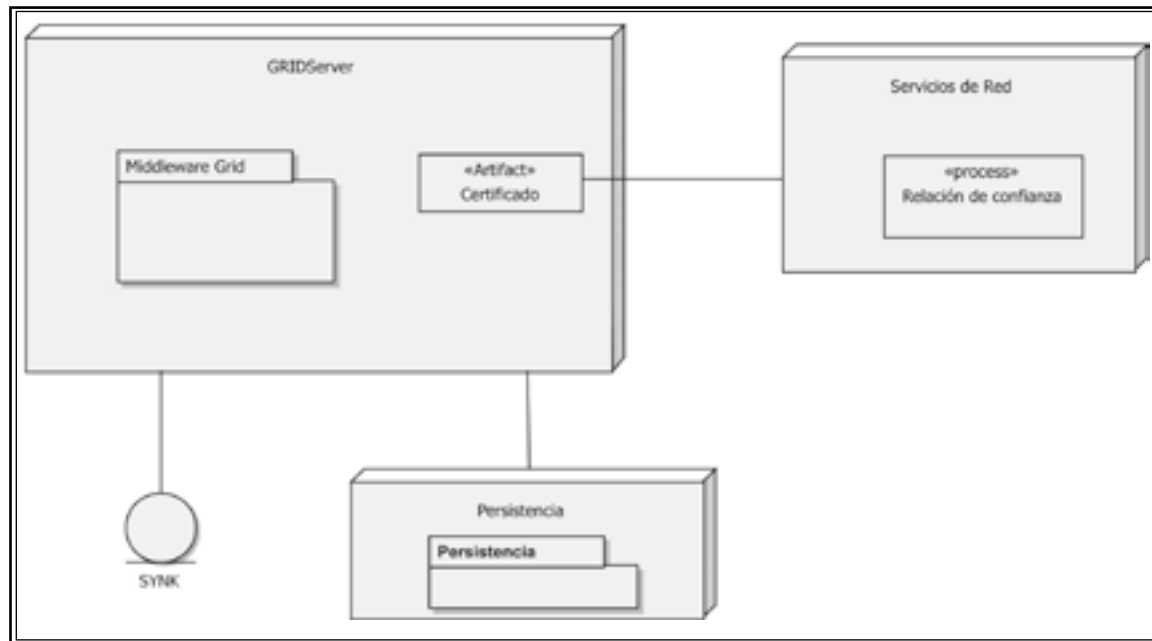 GRIDServer
Middleware Grid
«Artifact»
Certificado
Servicios de Red
«process»
Relación de confianza
SYNK
Persistencia
Persistencia